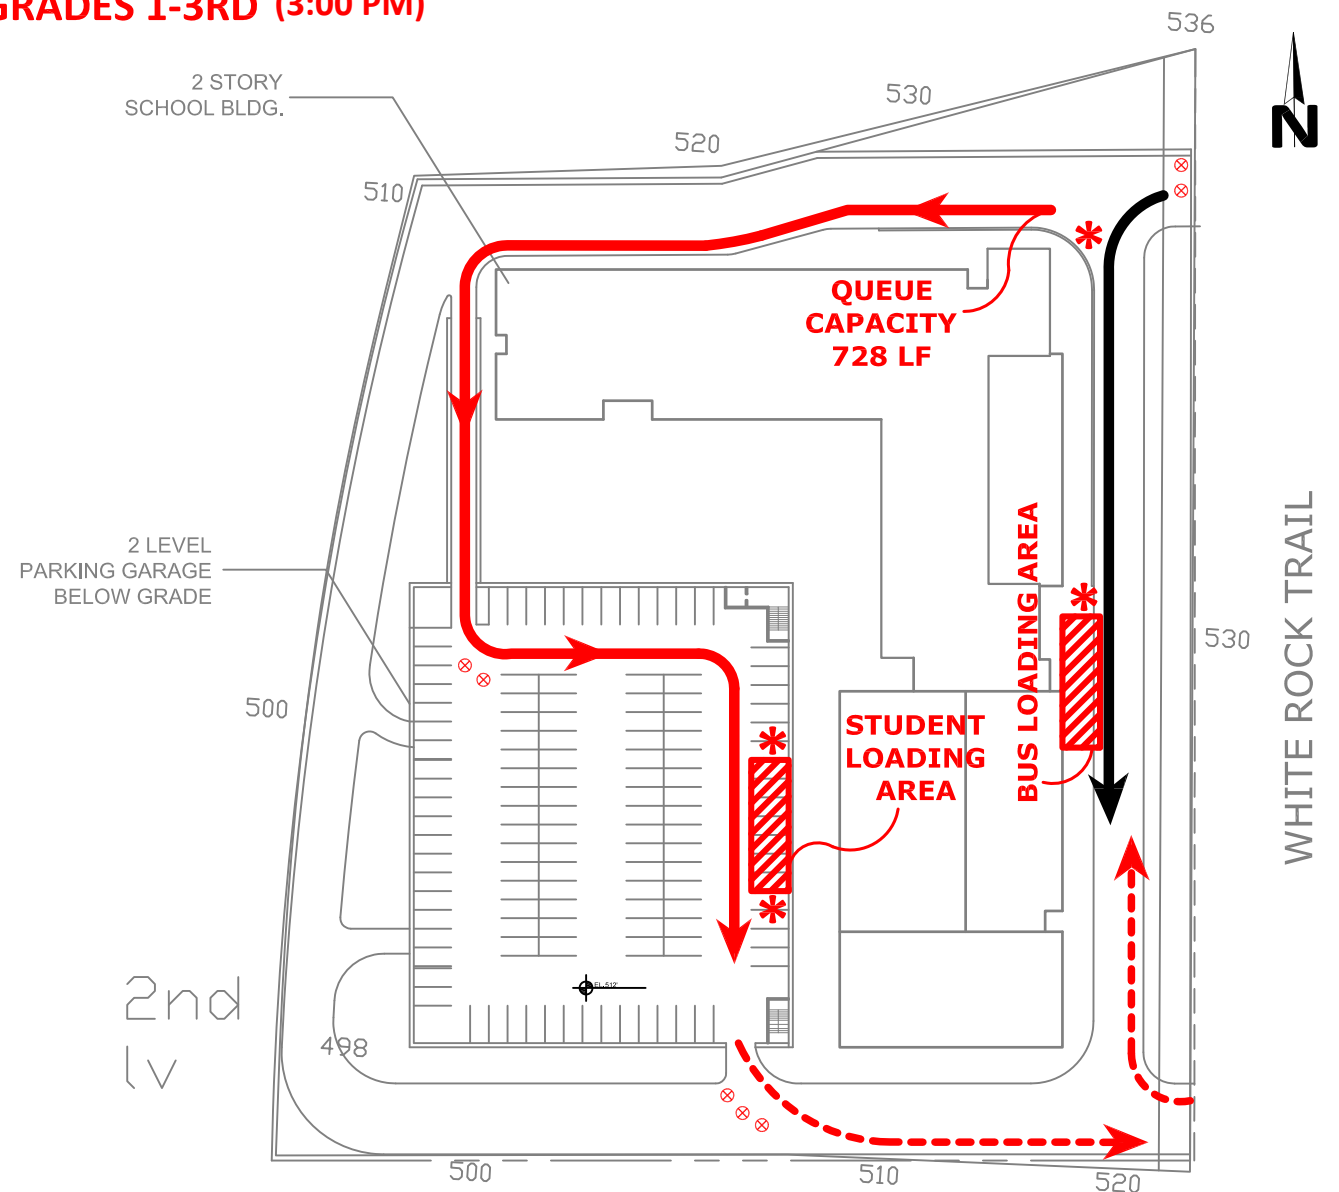 GRADES 1-3RD (3:00 PM)
536
2 STORY
SCHOOL BLDG.
530
N
520
510
QUEUE
CAPACITY
728 LF
2 LEVEL
PARKING GARAGE
BELOW GRADE
BUS LOADING AREA
WHITE ROCK TRAIL
530
500
STUDENT
LOADING
AREA
EL.512'
2nd
lv
498
500
510
520